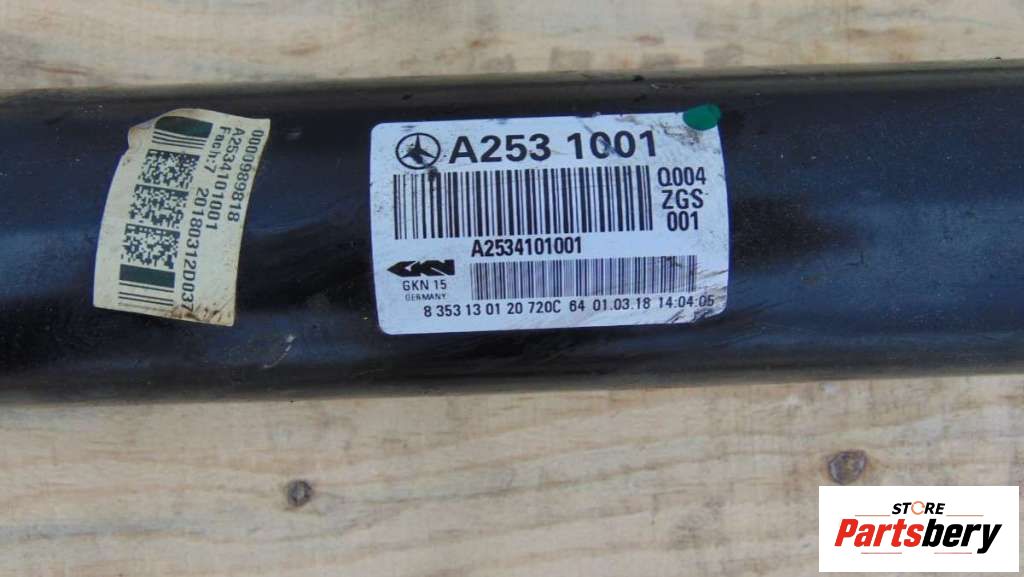 0000989818
A2534101001
Fach:7 20180312D037
A253 1001
Q004
ZGS
001
A2534101001
GKN
GKN 15
GERMANY
8 353 13 01 20 720C 64 01.03.18 14:04:05
STORE
Partsbery